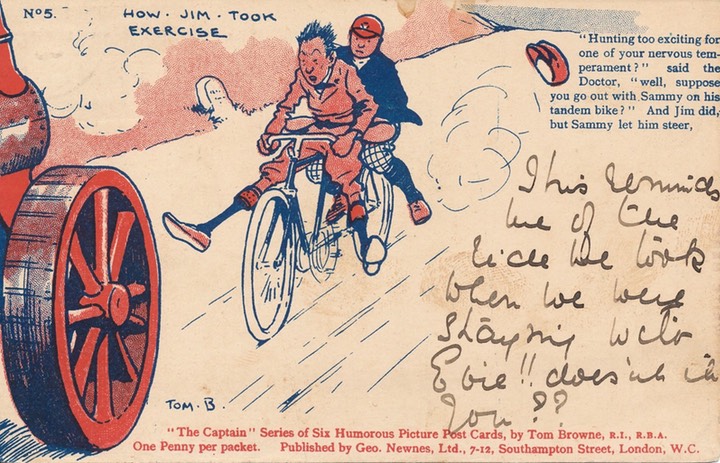 Nº5.
HOW. JIM. TOOK
EXERCISE
"Hunting too exciting for
one of your nervous tem-
perament?" said the
Doctor, "well, suppose
you go out with Sammy on his
tandem bike?" And Jim did,
but Sammy let him steer,
This reminds
me of the
ride we took
when we were
staying with
Evie!! does'nt it
you??
TOM. B.
"The Captain" Series of Six Humorous Picture Post Cards, by Tom Browne, R.I., R.B.A.
One Penny per packet. Published by Geo. Newnes, Ltd., 7-12, Southampton Street, London, W.C.